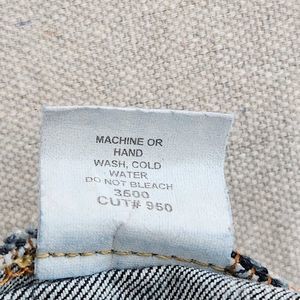 MACHINE OR
HAND
WASH, COLD
WATER
DO NOT BLEACH
3500
CUT# 950